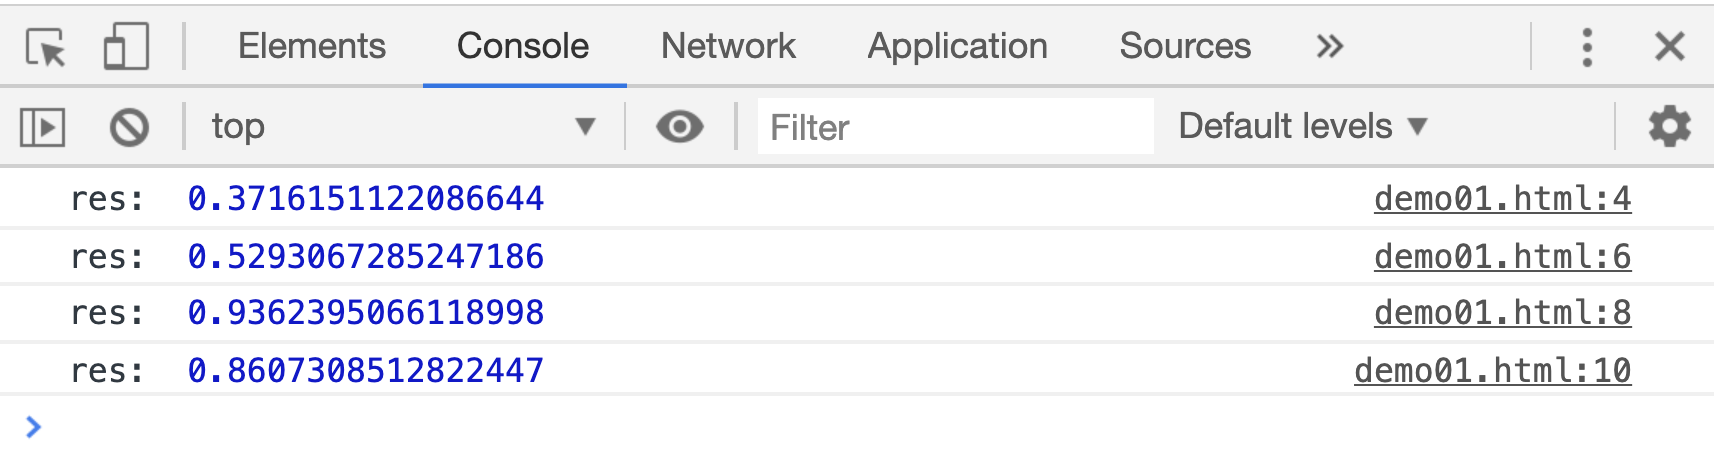 Elements Console Network Application Sources
top Filter Default levels
res: 0.3716151122086644 demo01.html:4
res: 0.5293067285247186 demo01.html:6
res: 0.9362395066118998 demo01.html:8
res: 0.8607308512822447 demo01.html:10